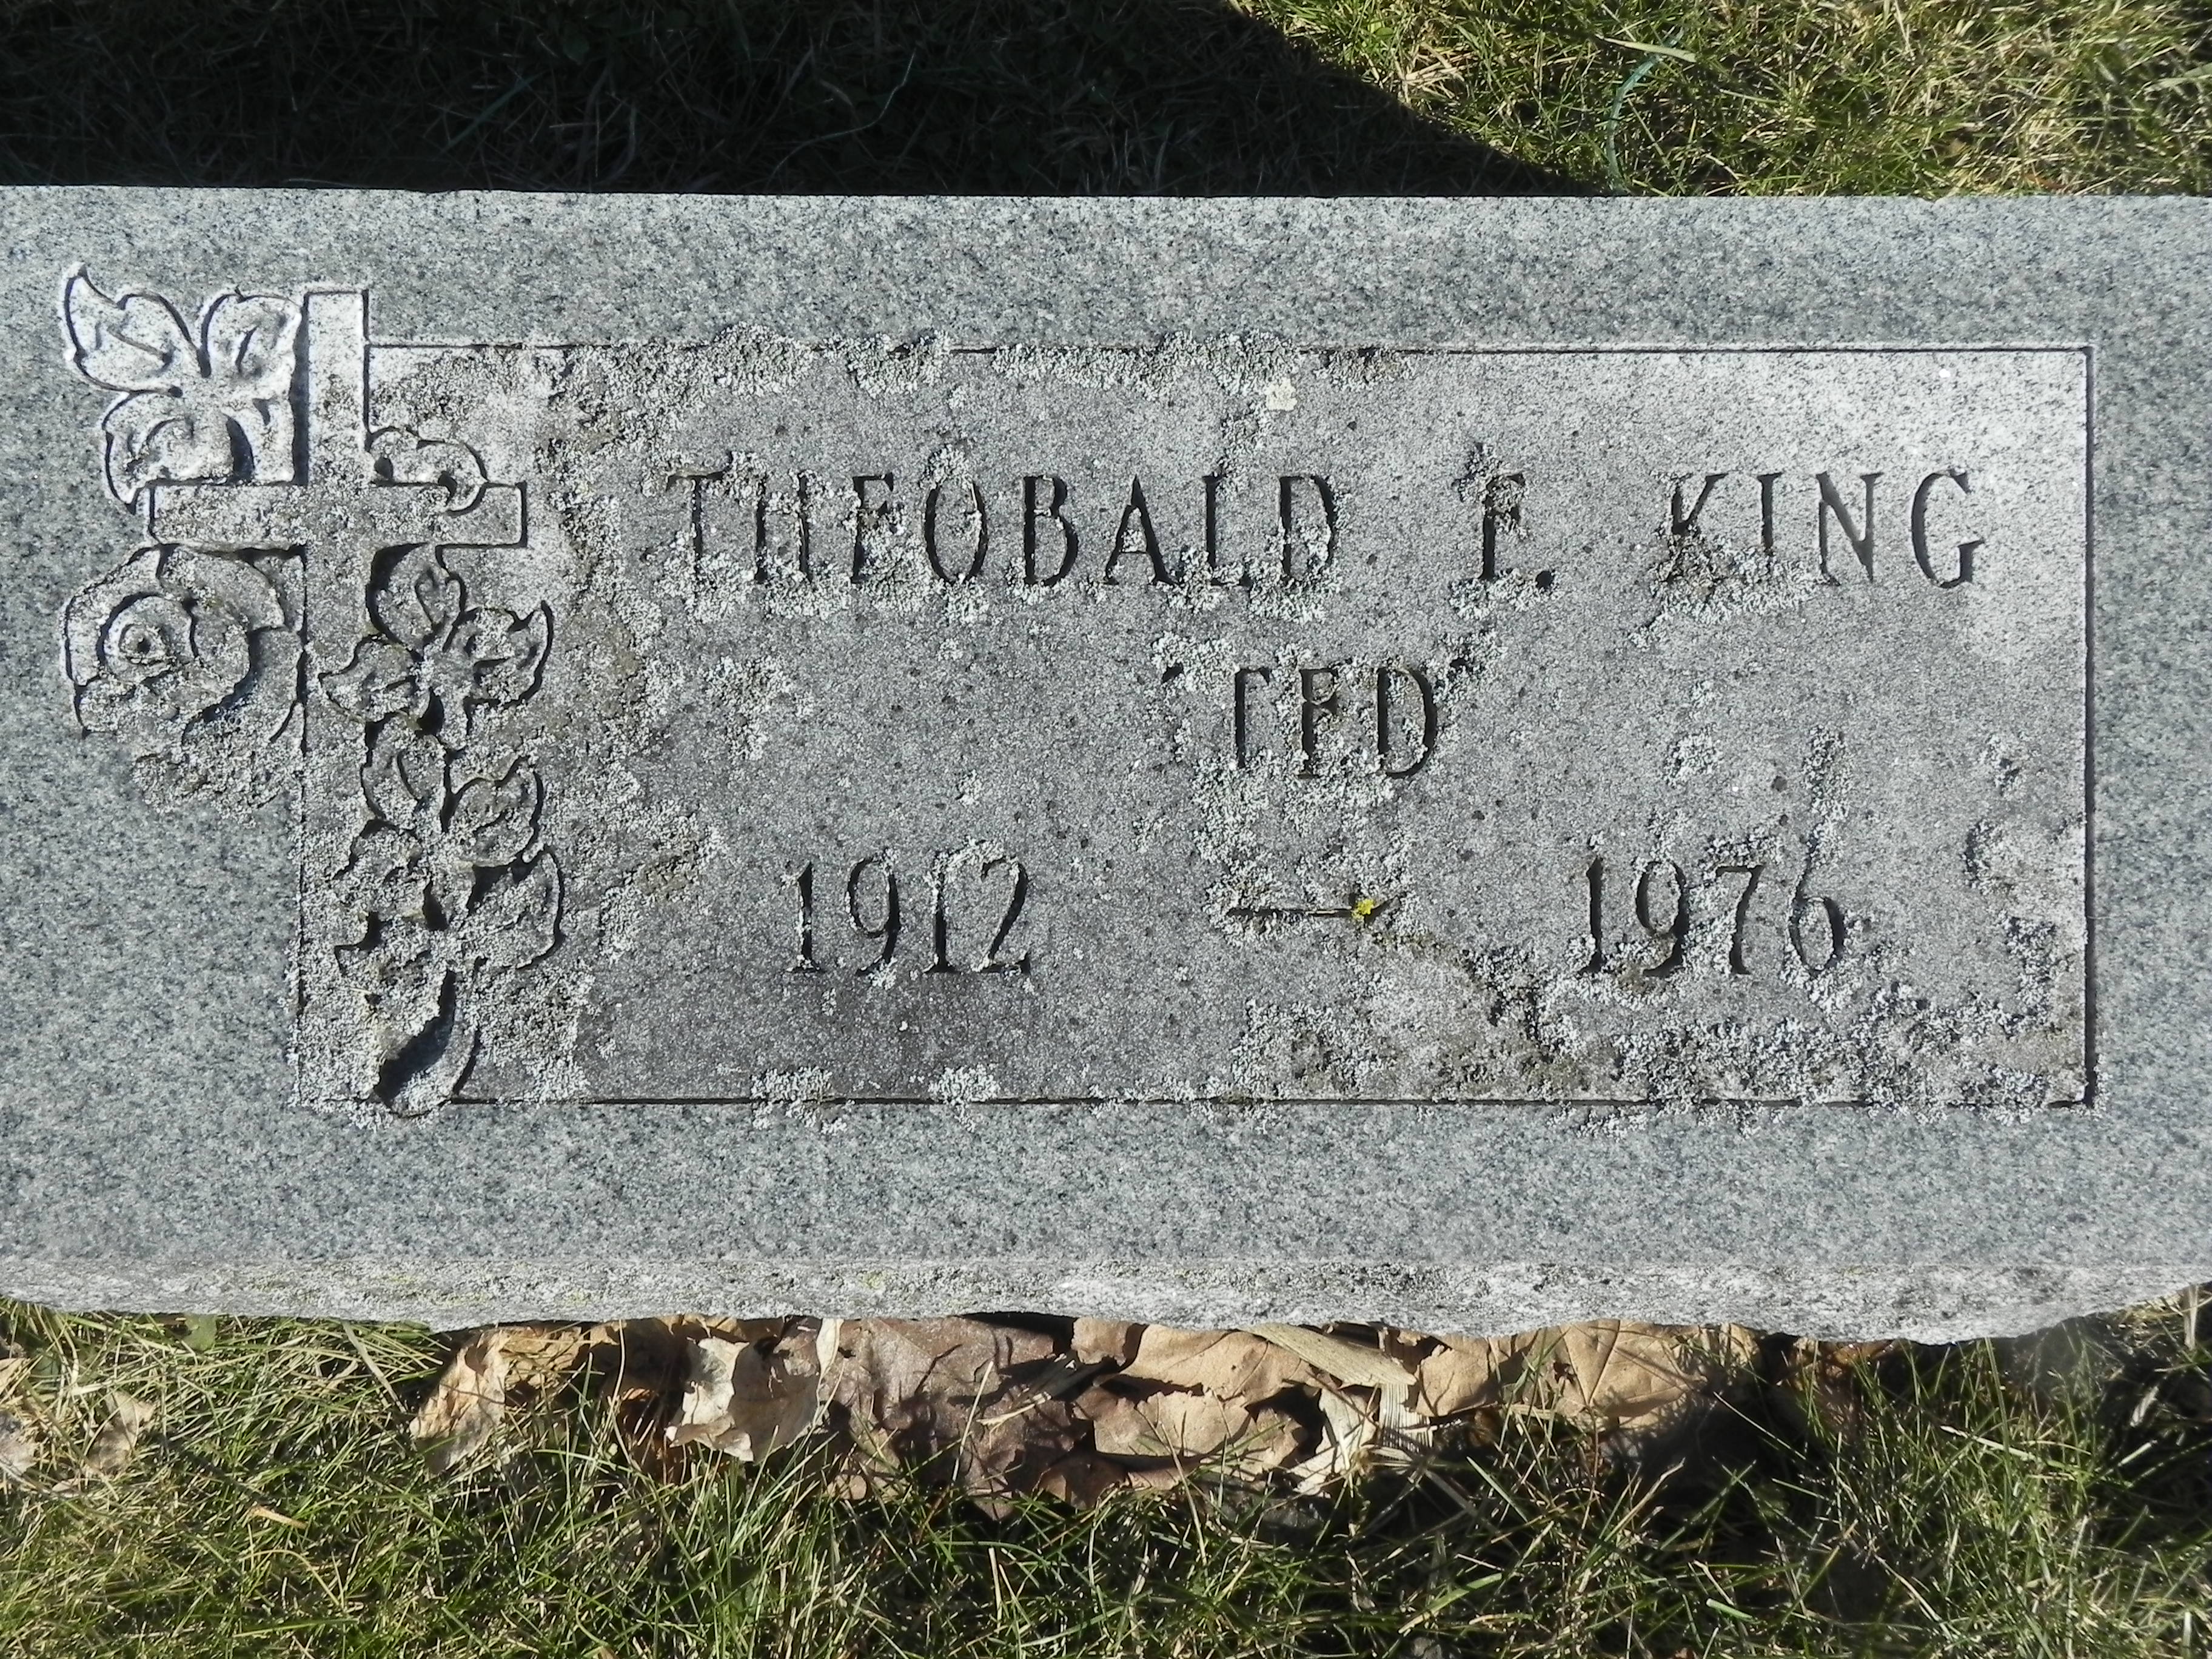 THEOBALD F. KING
"TED"
1912 — 1976